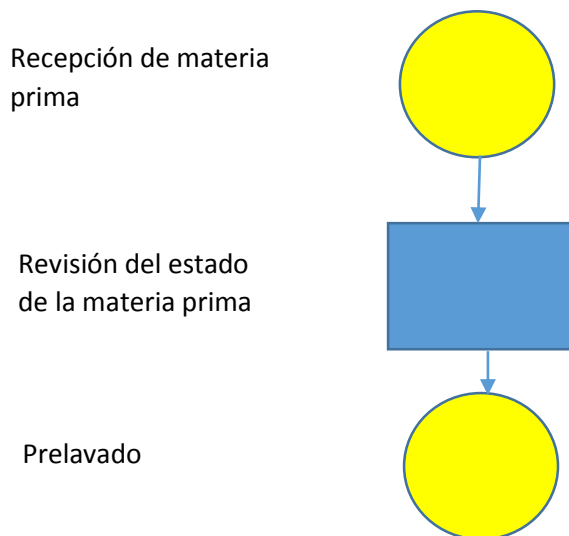 Recepción de materia
prima
Revisión del estado
de la materia prima
Prelavado